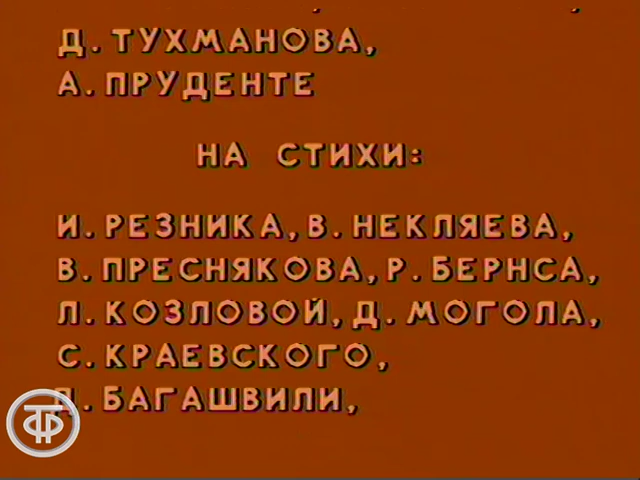 Д. ТУХМАНОВА,
А. ПРУДЕНТЕ
НА СТИХИ:
И. РЕЗНИКА, В. НЕКЛЯЕВА,
В. ПРЕСНЯКОВА, Р. БЕРНСА,
Л. КОЗЛОВОЙ, Д. МОГОЛА,
С. КРАЕВСКОГО,
БАГАШВИЛИ,